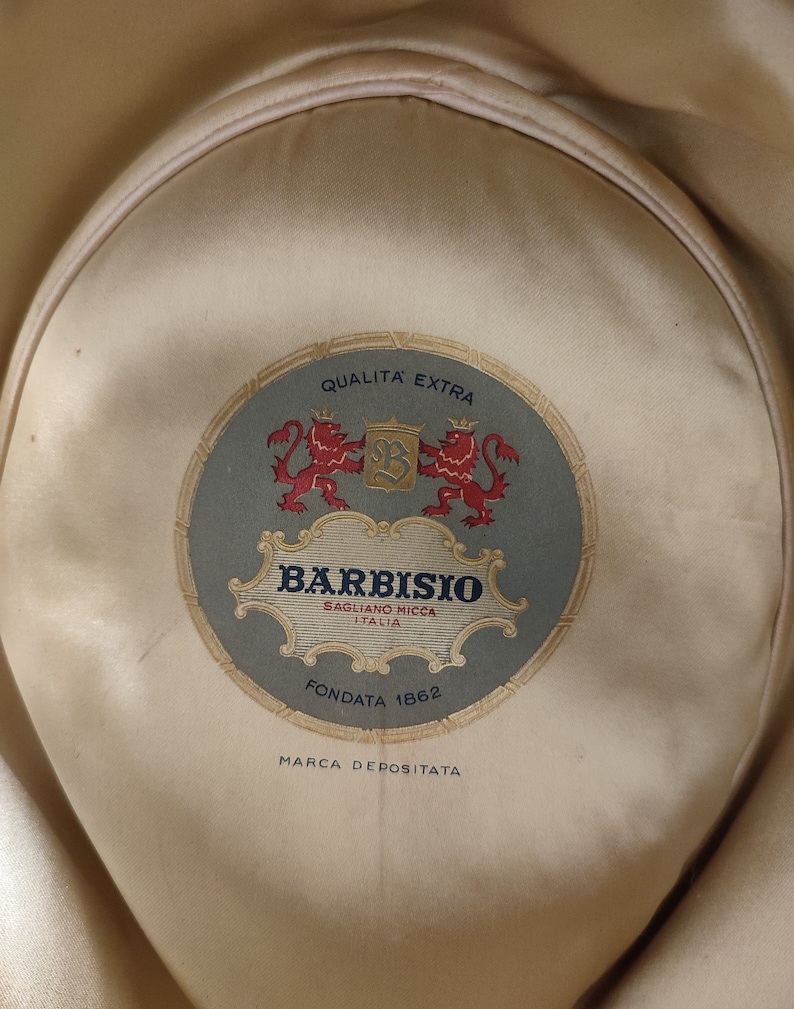 QUALITA' EXTRA
B
BARBISIO
SAGLIANO MICCA
ITALIA
FONDATA 1862
MARCA DEPOSITATA